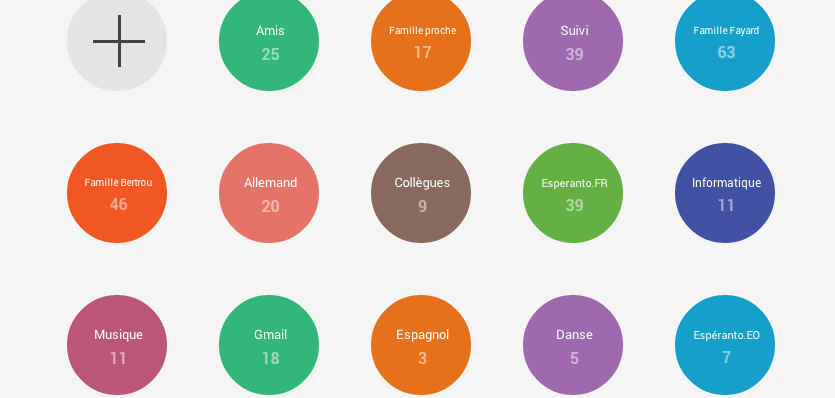 Amis
25
Famille proche
17
Suivi
39
Famille Fayard
63
Famille Bertrou
46
Allemand
20
Collègues
9
Esperanto.FR
39
Informatique
11
Musique
11
Gmail
18
Espagnol
3
Danse
5
Espéranto.EO
7